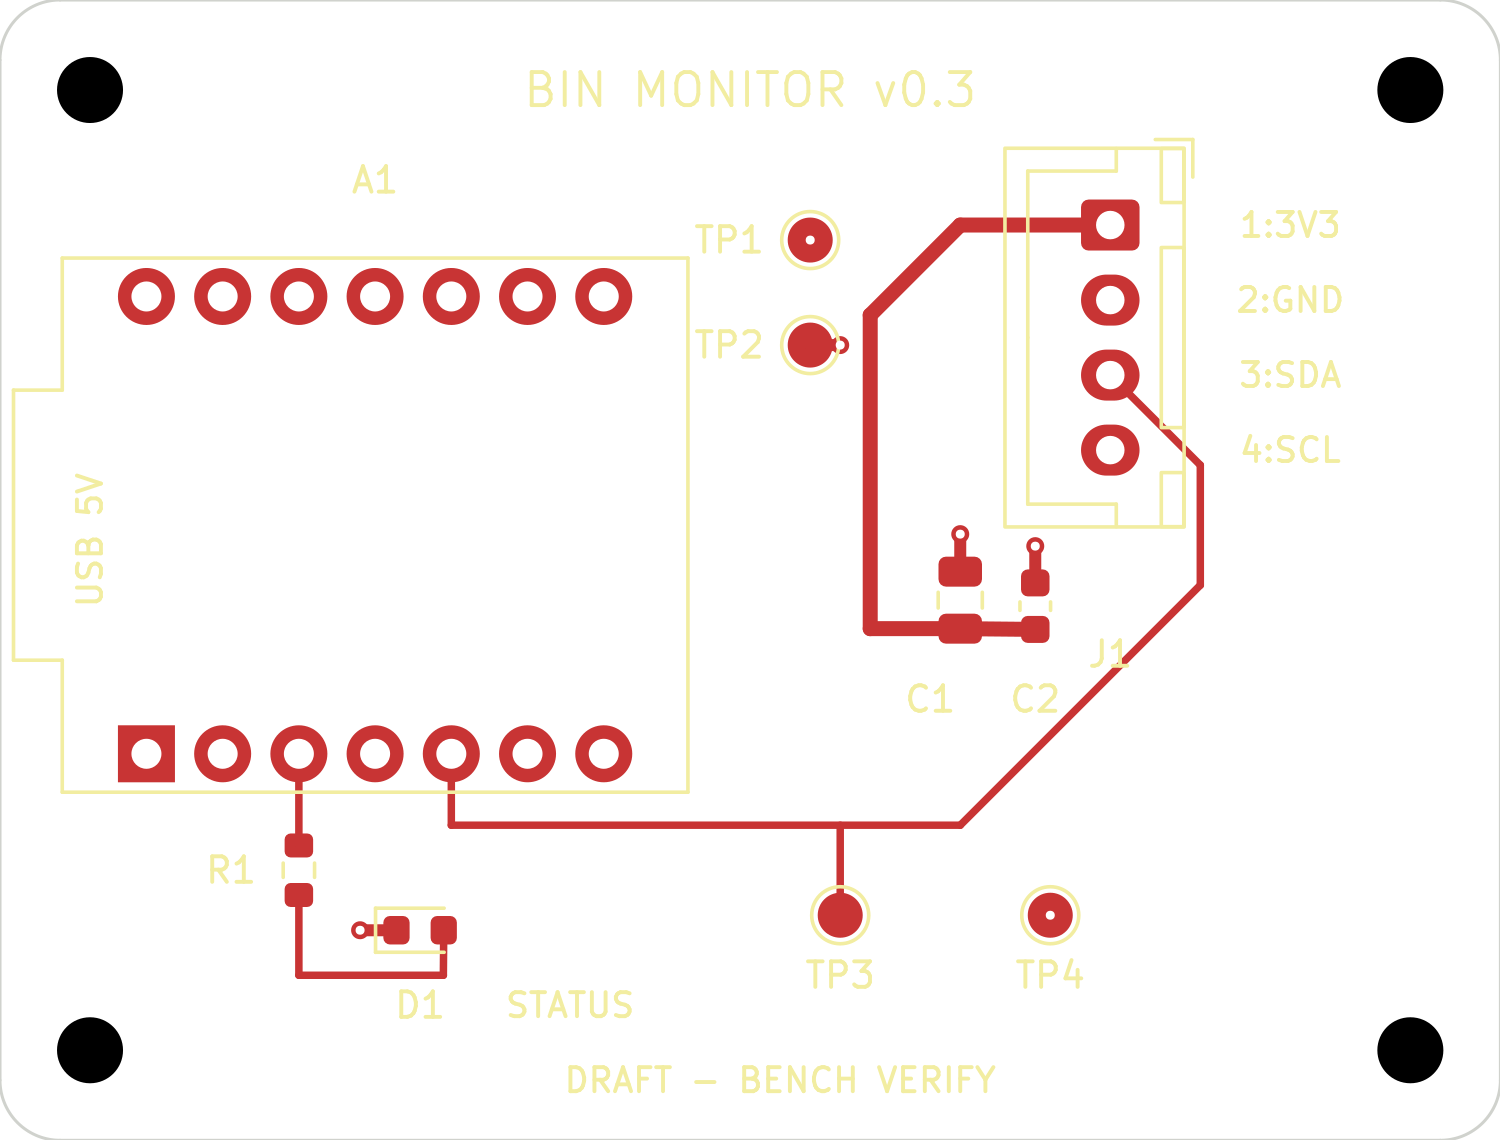 BIN MONITOR v0.3
A1
TP1
1:3V3
2:GND
TP2
3:SDA
4:SCL
USB 5V
J1
C1
C2
R1
TP3
TP4
D1
STATUS
DRAFT - BENCH VERIFY